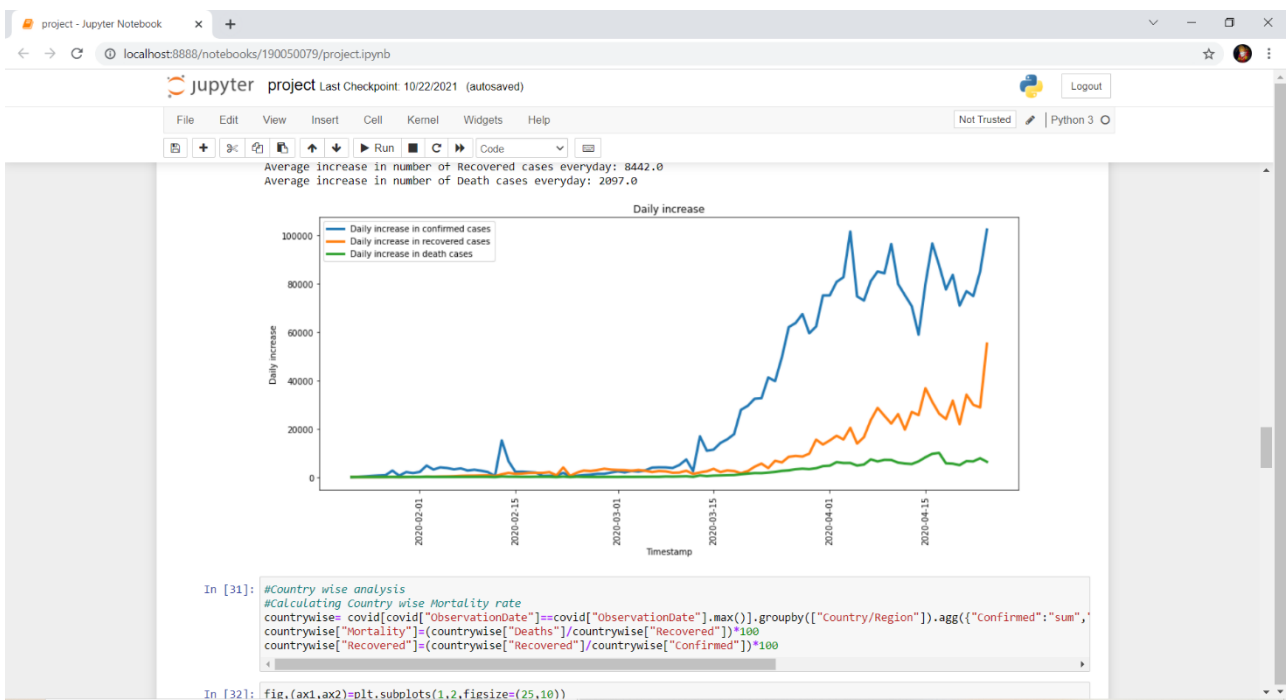 project - Jupyter Notebook
localhost:8888/notebooks/190050079/project.ipynb
jupyter project Last Checkpoint: 10/22/2021 (autosaved)
Logout
File Edit View Insert Cell Kernel Widgets Help
Not Trusted Python 3
Run Code
Average increase in number of Recovered cases everyday: 8442.0
Average increase in number of Death cases everyday: 2097.0
Daily increase
Daily increase in confirmed cases
Daily increase in recovered cases
Daily increase in death cases
100000
80000
60000
40000
20000
0
Daily increase
2020-02-01
2020-02-15
2020-03-01
2020-03-15
2020-04-01
2020-04-15
Timestamp
In [31]: #Country wise analysis
#Calculating Country wise Mortality rate
countrywise= covid[covid["ObservationDate"]==covid["ObservationDate"].max()].groupby(["Country/Region"]).agg({"Confirmed":"sum","
countrywise["Mortality"]=(countrywise["Deaths"]/countrywise["Recovered"])*100
countrywise["Recovered"]=(countrywise["Recovered"]/countrywise["Confirmed"])*100
In [32]: fig,(ax1,ax2)=plt.subplots(1,2,figsize=(25,10))